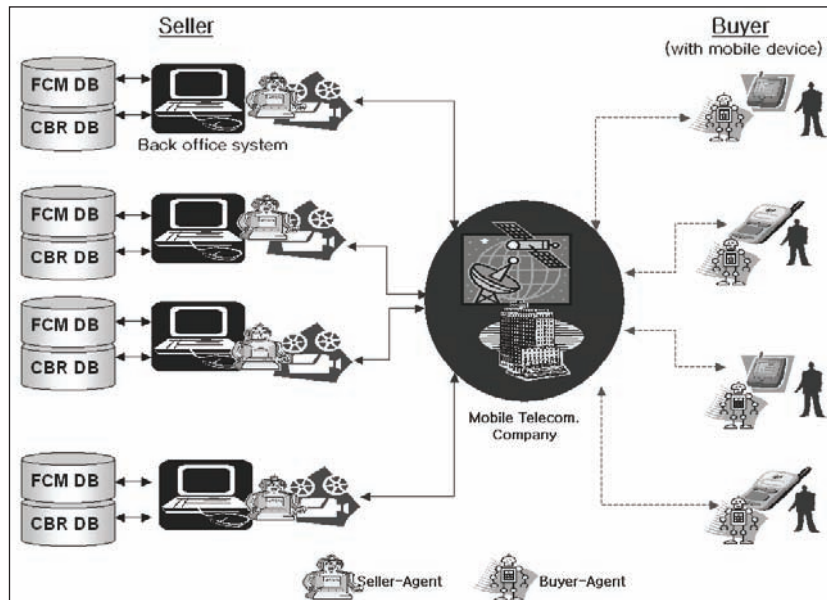 Seller
Buyer
(with mobile device)
FCM DB
CBR DB
Back office system
FCM DB
CBR DB
FCM DB
CBR DB
FCM DB
CBR DB
Mobile Telecom.
Company
Seller-Agent
Buyer-Agent